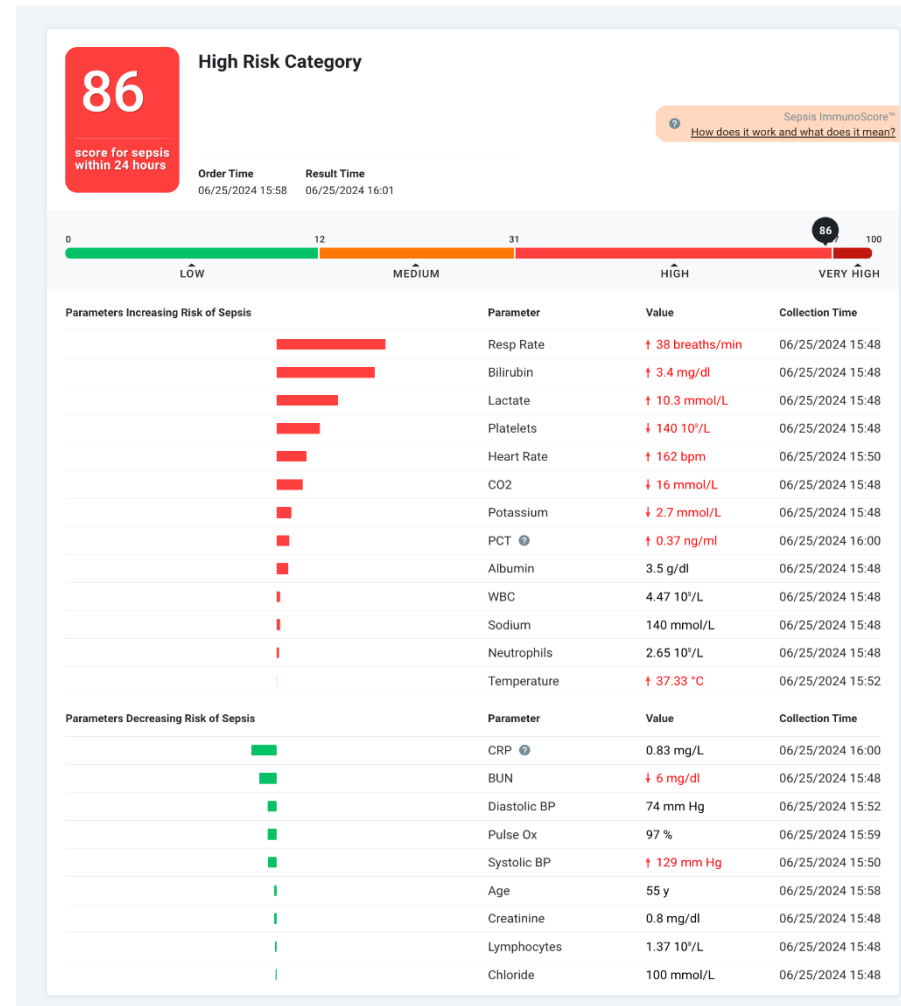 86
score for sepsis
within 24 hours
High Risk Category
Sepsis ImmunoScore™
How does it work and what does it mean?
Order Time Result Time
06/25/2024 15:58 06/25/2024 16:01
0 12 31 86 100
LOW MEDIUM HIGH VERY HIGH
Parameters Increasing Risk of Sepsis Parameter Value Collection Time
Resp Rate ↑ 38 breaths/min 06/25/2024 15:48
Bilirubin ↑ 3.4 mg/dl 06/25/2024 15:48
Lactate ↑ 10.3 mmol/L 06/25/2024 15:48
Platelets ↓ 140 10⁹/L 06/25/2024 15:48
Heart Rate ↑ 162 bpm 06/25/2024 15:50
CO2 ↓ 16 mmol/L 06/25/2024 15:48
Potassium ↓ 2.7 mmol/L 06/25/2024 15:48
PCT ? ↑ 0.37 ng/ml 06/25/2024 16:00
Albumin 3.5 g/dl 06/25/2024 15:48
WBC 4.47 10⁹/L 06/25/2024 15:48
Sodium 140 mmol/L 06/25/2024 15:48
Neutrophils 2.65 10⁹/L 06/25/2024 15:48
Temperature ↑ 37.33 °C 06/25/2024 15:52
Parameters Decreasing Risk of Sepsis Parameter Value Collection Time
CRP ? 0.83 mg/L 06/25/2024 16:00
BUN ↓ 6 mg/dl 06/25/2024 15:48
Diastolic BP 74 mm Hg 06/25/2024 15:52
Pulse Ox 97 % 06/25/2024 15:59
Systolic BP ↑ 129 mm Hg 06/25/2024 15:50
Age 55 y 06/25/2024 15:58
Creatinine 0.8 mg/dl 06/25/2024 15:48
Lymphocytes 1.37 10⁹/L 06/25/2024 15:48
Chloride 100 mmol/L 06/25/2024 15:48